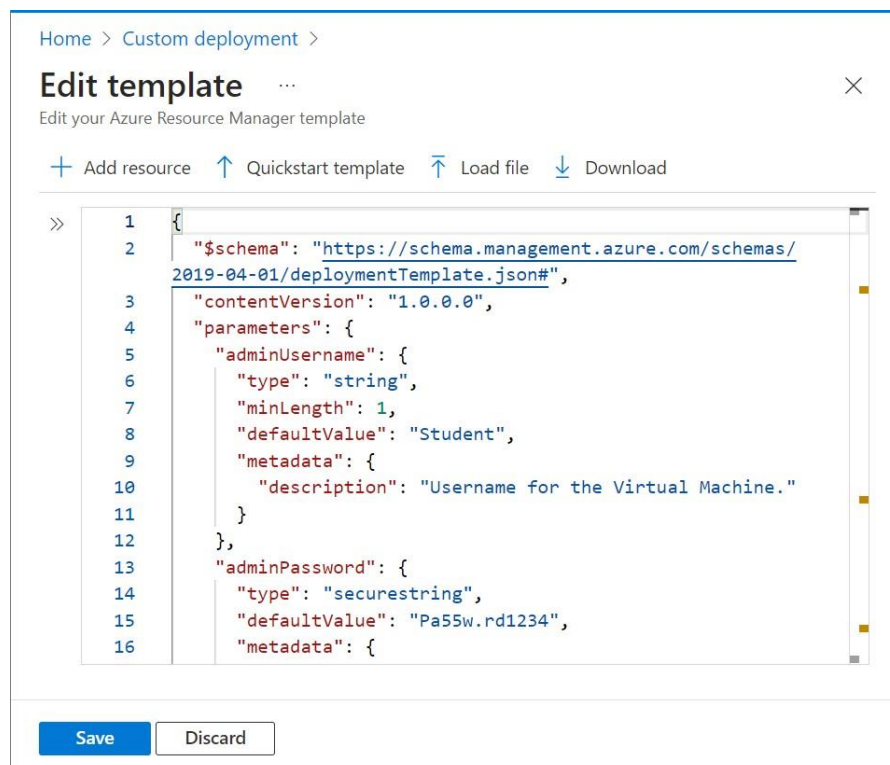 Home > Custom deployment >
Edit template ...
Edit your Azure Resource Manager template
Add resource Quickstart template Load file Download
1 {
2 "$schema": "https://schema.management.azure.com/schemas/
2019-04-01/deploymentTemplate.json#",
3 "contentVersion": "1.0.0.0",
4 "parameters": {
5 "adminUsername": {
6 "type": "string",
7 "minLength": 1,
8 "defaultValue": "Student",
9 "metadata": {
10 "description": "Username for the Virtual Machine."
11 }
12 },
13 "adminPassword": {
14 "type": "securestring",
15 "defaultValue": "Pa55w.rd1234",
16 "metadata": {
Save Discard